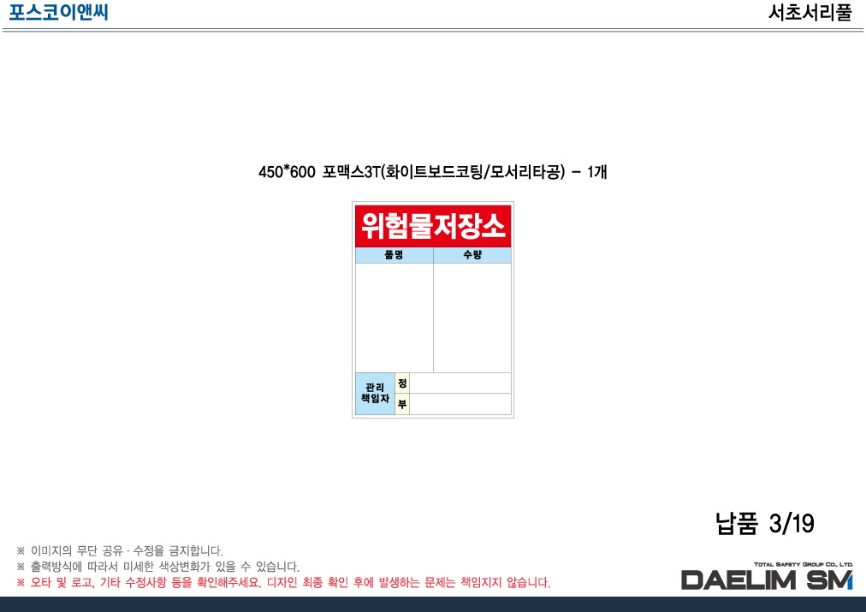 포스코이앤씨
서초서리풀
450*600 포맥스3T(화이트보드코팅/모서리타공) - 1개
위험물저장소
품명 수량
관리
책임자
정
부
납품 3/19
※ 이미지의 무단 공유·수정을 금지합니다.
※ 출력방식에 따라서 미세한 색상변화가 있을 수 있습니다.
※ 오타 및 로고, 기타 수정사항 등을 확인해주세요. 디자인 최종 확인 후에 발생하는 문제는 책임지지 않습니다.
TOTAL SAFETY GROUP CO., LTD.
DAELIM SM